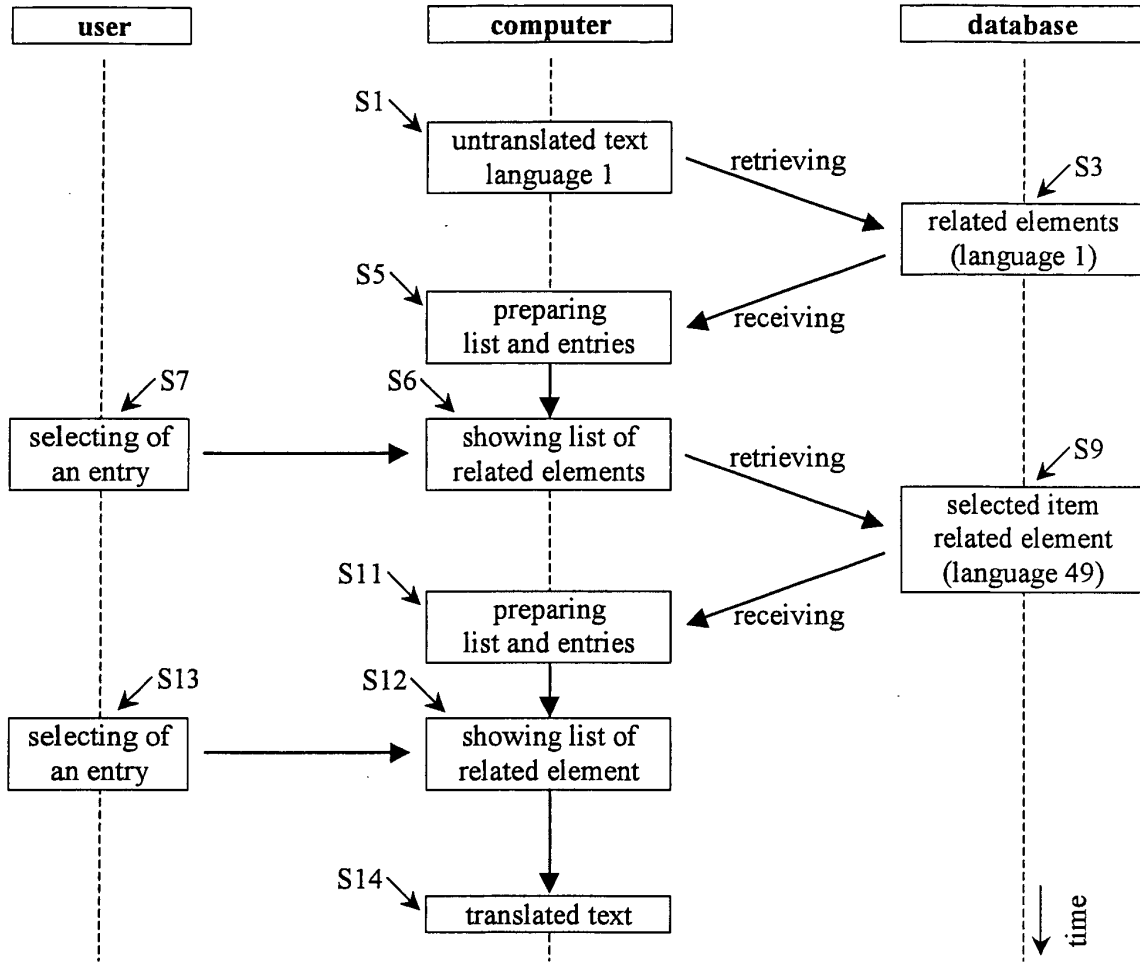 user
computer
database
S1
untranslated text
language 1
retrieving
S3
related elements
(language 1)
S5
preparing
list and entries
receiving
S7
S6
selecting of
an entry
showing list of
related elements
retrieving
S9
selected item
related element
(language 49)
S11
preparing
list and entries
receiving
S13
S12
selecting of
an entry
showing list of
related element
S14
translated text
time